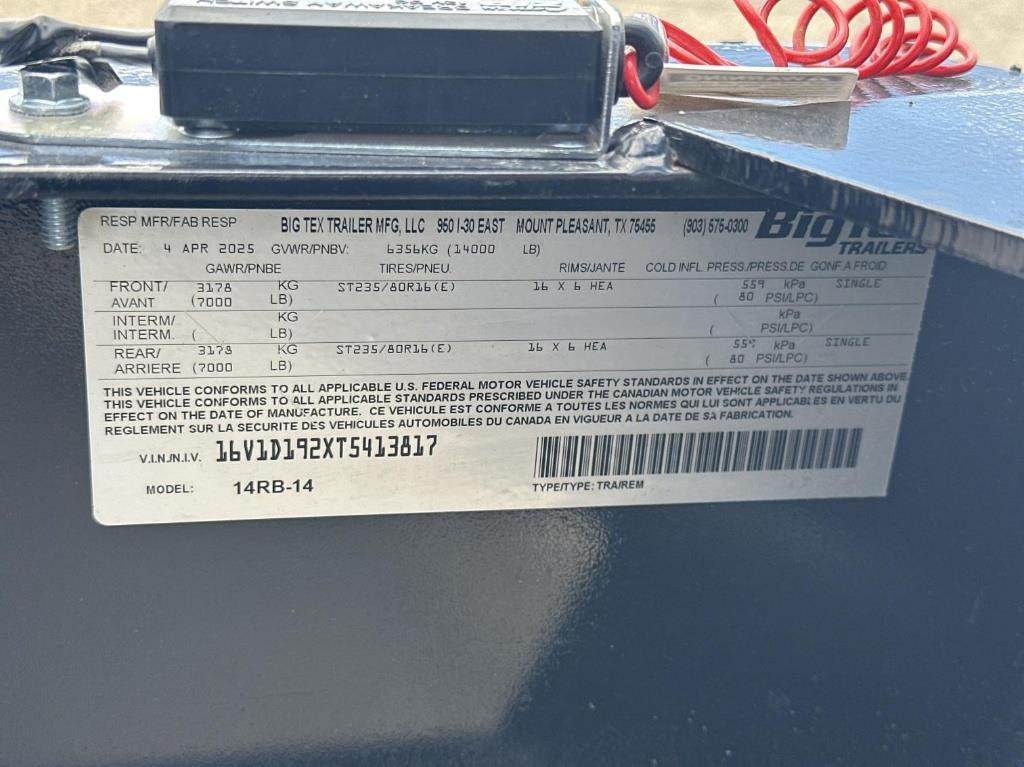 BREAKAWAY SWITCH
RESP MFR/FAB RESP BIG TEX TRAILER MFG, LLC 950 I-30 EAST MOUNT PLEASANT, TX 75455 (903) 575-0300 Big Tex
TRAILERS
DATE: 4 APR 2025 GVWR/PNBV: 6356KG (14000 LB)
GAWR/PNBE TIRES/PNEU. RIMS/JANTE COLD INFL. PRESS./PRESS.DE GONF.A FROID
FRONT/ 3178 KG ST235/80R16(E) 16 X 6 HEA 559 kPa SINGLE
AVANT (7000 LB) ( 80 PSI/LPC)
INTERM/ KG kPa
INTERM. ( LB) ( PSI/LPC)
REAR/ 3178 KG ST235/80R16(E) 16 X 6 HEA 559 kPa SINGLE
ARRIERE (7000 LB) ( 80 PSI/LPC)
THIS VEHICLE CONFORMS TO ALL APPLICABLE U.S. FEDERAL MOTOR VEHICLE SAFETY STANDARDS IN EFFECT ON THE DATE SHOWN ABOVE.
THIS VEHICLE CONFORMS TO ALL APPLICABLE STANDARDS PRESCRIBED UNDER THE CANADIAN MOTOR VEHICLE SAFETY REGULATIONS IN
EFFECT ON THE DATE OF MANUFACTURE. CE VEHICULE EST CONFORME A TOUTES LES NORMES QUI LUI SONT APPLICABLES EN VERTU DU
REGLEMENT SUR LA SECURITE DES VEHICULES AUTOMOBILES DU CANADA EN VIGUEUR A LA DATE DE SA FABRICATION.
V.I.N./N.I.V. 16V1D192XT5413817
MODEL: 14RB-14 TYPE/TYPE: TRA/REM